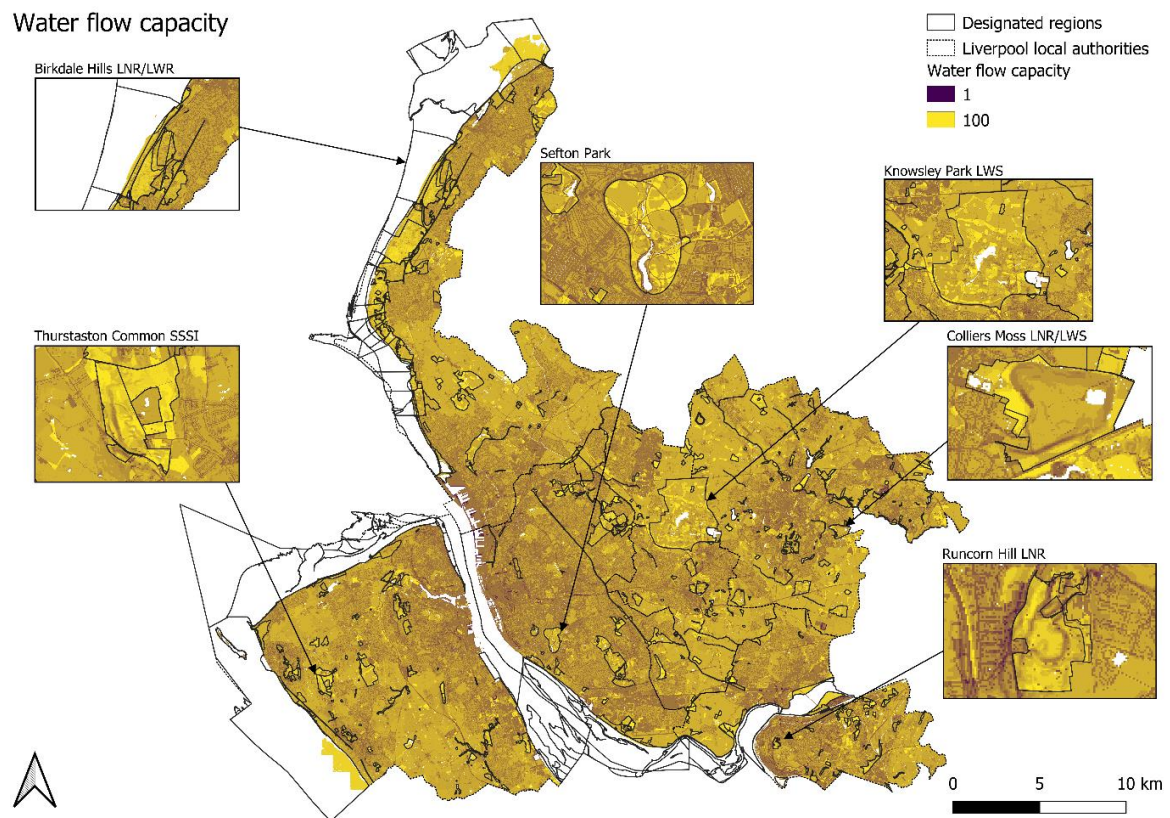 Water flow capacity
Designated regions
Liverpool local authorities
Water flow capacity
1
100
Birkdale Hills LNR/LWR
Sefton Park
Knowsley Park LWS
Thurstaston Common SSSI
Colliers Moss LNR/LWS
Runcorn Hill LNR
0 5 10 km